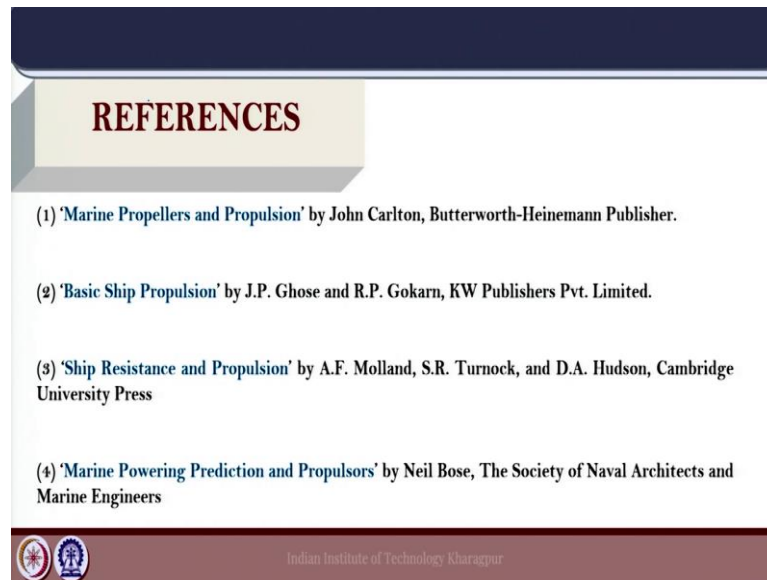 REFERENCES
(1) ‘Marine Propellers and Propulsion’ by John Carlton, Butterworth-Heinemann Publisher.
(2) ‘Basic Ship Propulsion’ by J.P. Ghose and R.P. Gokarn, KW Publishers Pvt. Limited.
(3) ‘Ship Resistance and Propulsion’ by A.F. Molland, S.R. Turnock, and D.A. Hudson, Cambridge
University Press
(4) ‘Marine Powering Prediction and Propulsors’ by Neil Bose, The Society of Naval Architects and
Marine Engineers
Indian Institute of Technology Kharagpur